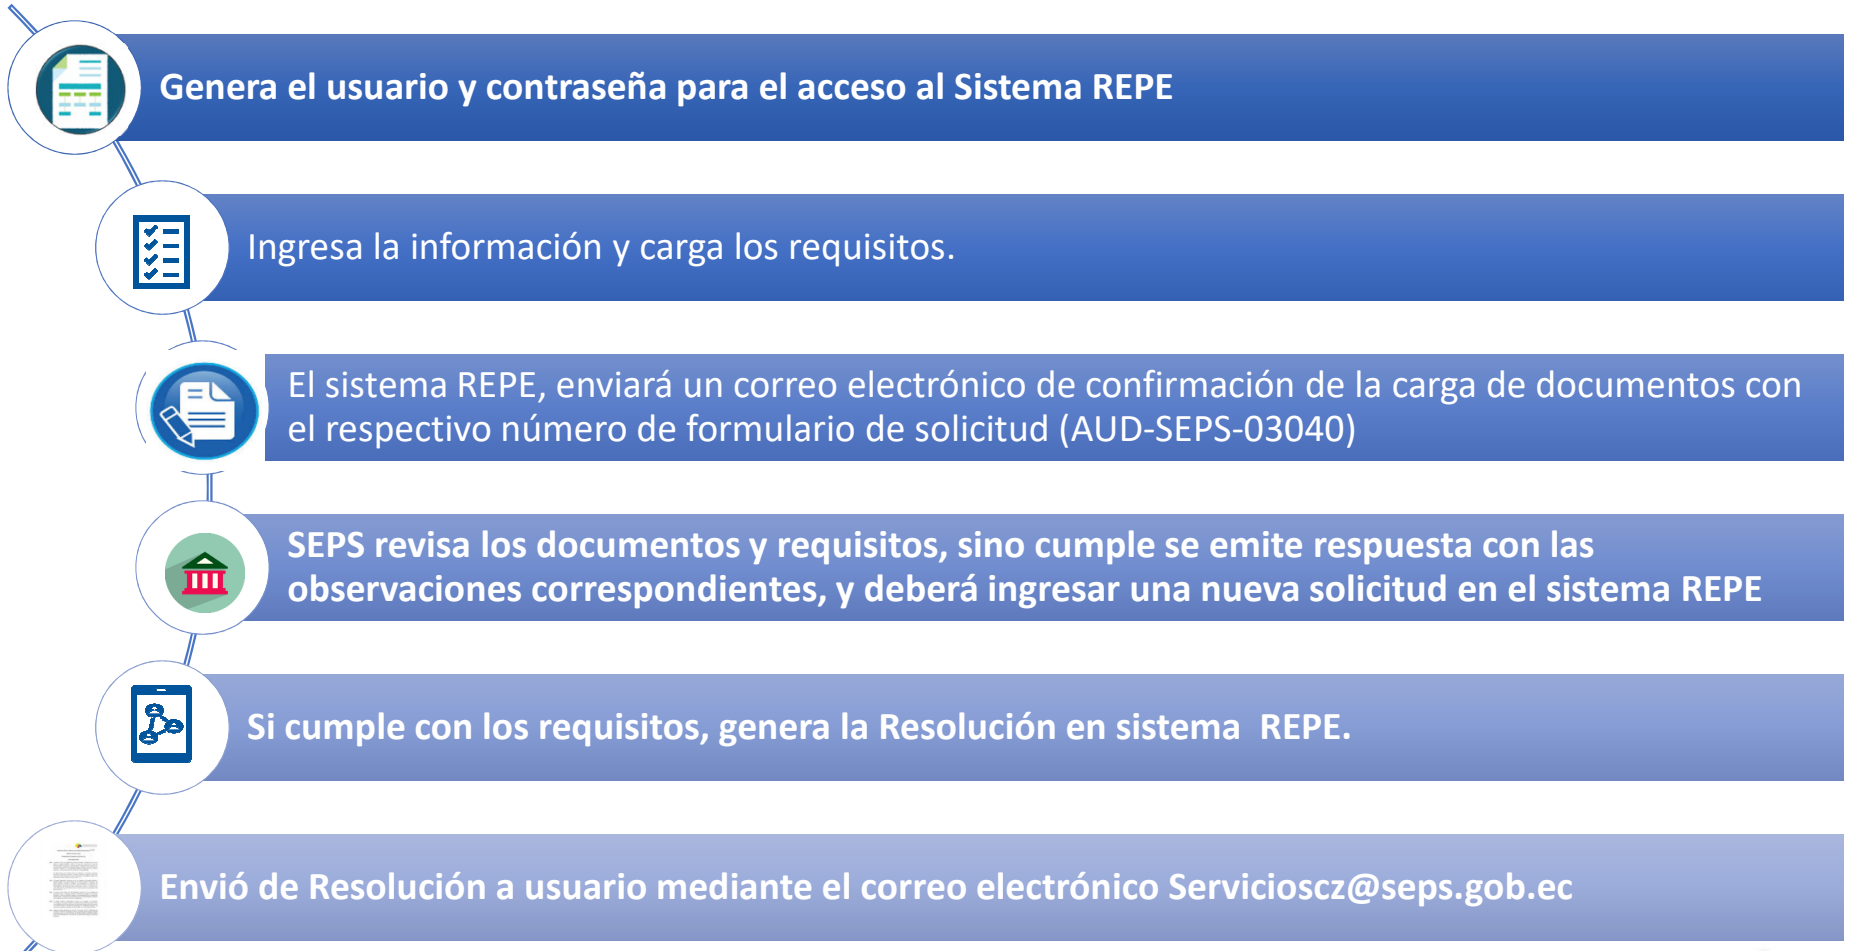 Genera el usuario y contraseña para el acceso al Sistema REPE
Ingresa la información y carga los requisitos.
El sistema REPE, enviará un correo electrónico de confirmación de la carga de documentos con
el respectivo número de formulario de solicitud (AUD-SEPS-03040)
SEPS revisa los documentos y requisitos, sino cumple se emite respuesta con las
observaciones correspondientes, y deberá ingresar una nueva solicitud en el sistema REPE
Si cumple con los requisitos, genera la Resolución en sistema  REPE.
Envió de Resolución a usuario mediante el correo electrónico Servicioscz@seps.gob.ec